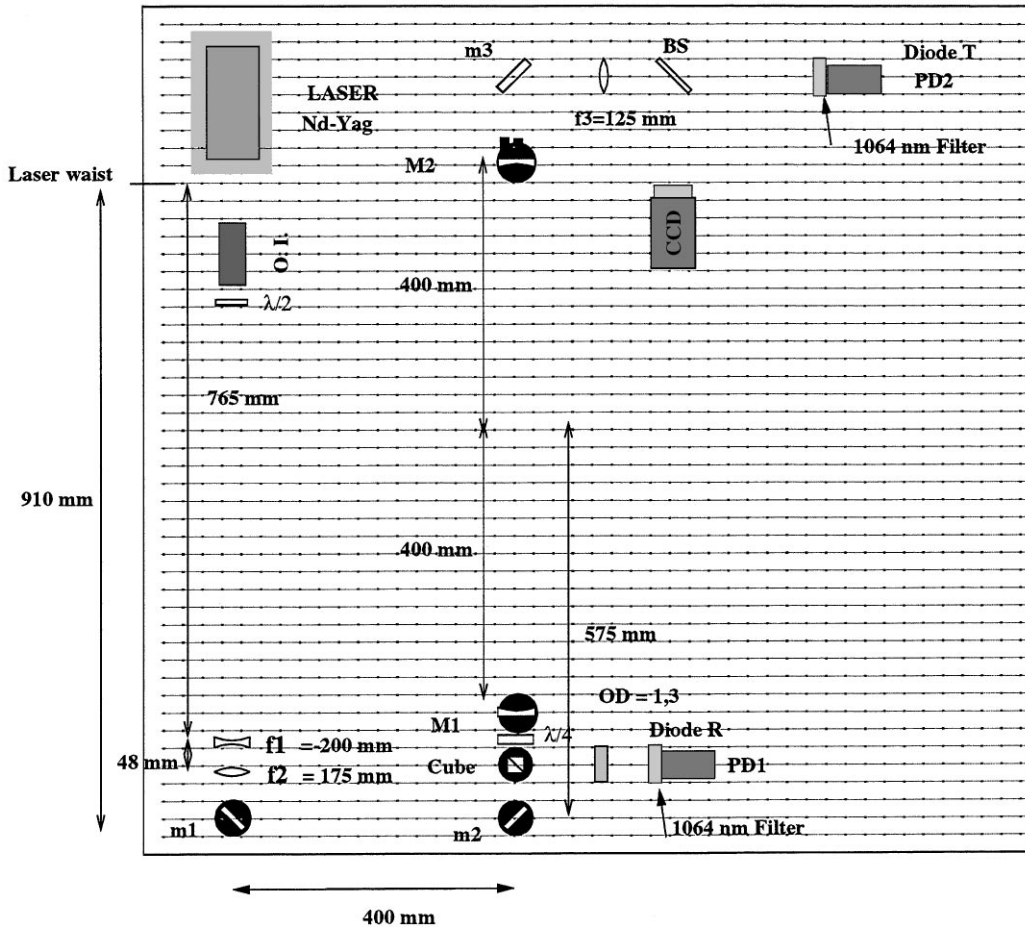 m3
BS
Diode T
PD2
LASER
Nd-Yag
f3=125 mm
1064 nm Filter
M2
Laser waist
CCD
O. I.
400 mm
λ/2
765 mm
910 mm
400 mm
575 mm
OD = 1,3
M1
λ/4
Diode R
f1 =-200 mm
48 mm
f2 = 175 mm
Cube
PD1
m1
m2
1064 nm Filter
400 mm